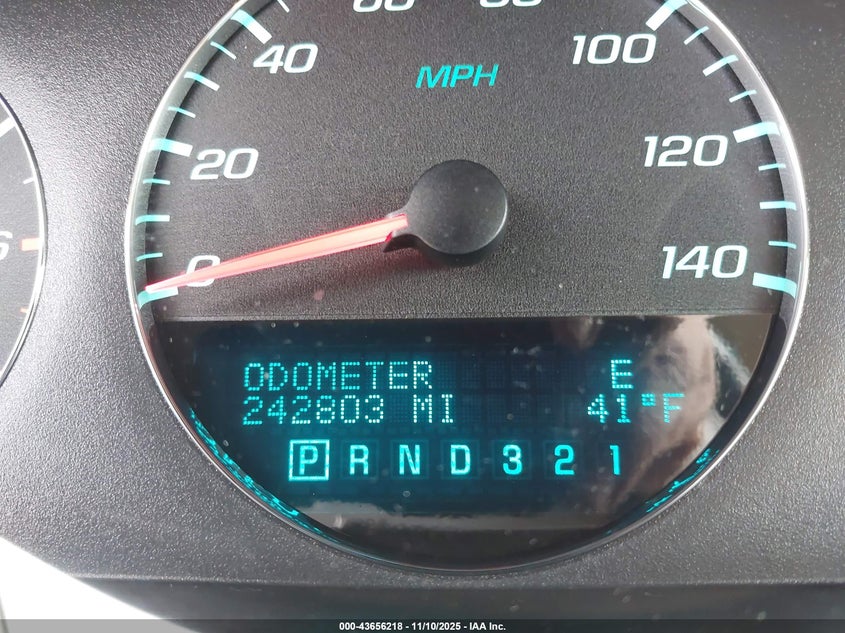 40
100
MPH
20
120
0
140
ODOMETER E
242803 MI 41°F
P R N D 3 2 1
000-43656218 - 11/10/2025 - IAA Inc.